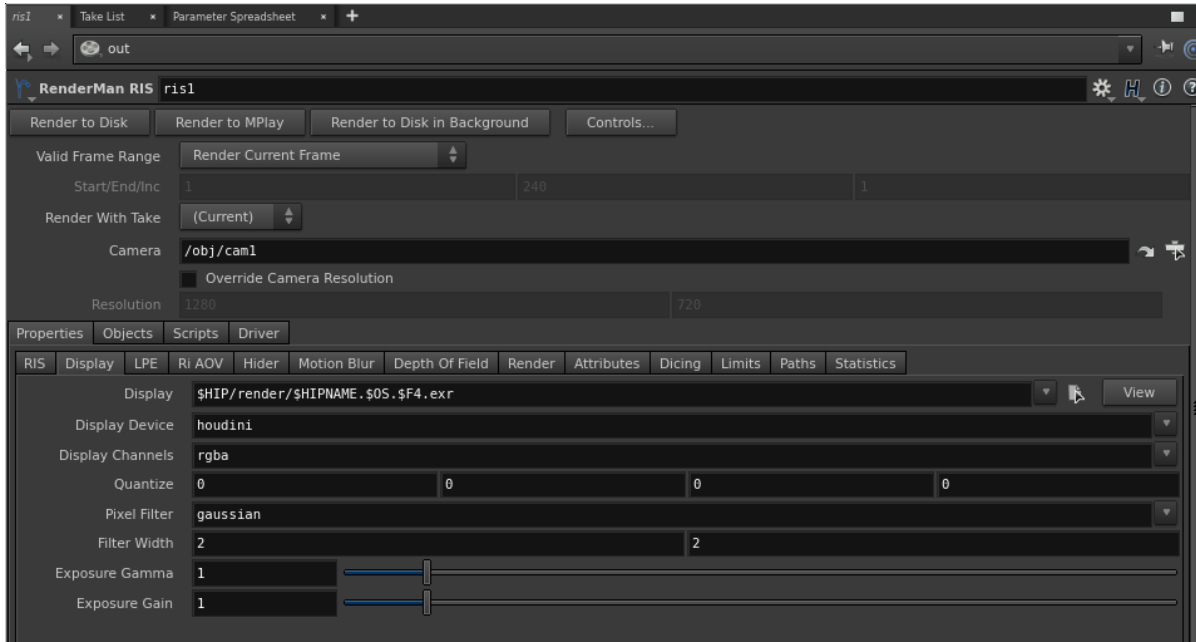 ris1 × Take List × Parameter Spreadsheet × +
out
RenderMan RIS ris1
Render to Disk Render to MPlay Render to Disk in Background Controls...
Valid Frame Range Render Current Frame
Start/End/Inc 1 240 1
Render With Take (Current)
Camera /obj/cam1
Override Camera Resolution
Resolution 1280 720
Properties Objects Scripts Driver
RIS Display LPE Ri AOV Hider Motion Blur Depth Of Field Render Attributes Dicing Limits Paths Statistics
Display $HIP/render/$HIPNAME.$OS.$F4.exr View
Display Device houdini
Display Channels rgba
Quantize 0 0 0 0
Pixel Filter gaussian
Filter Width 2 2
Exposure Gamma 1
Exposure Gain 1